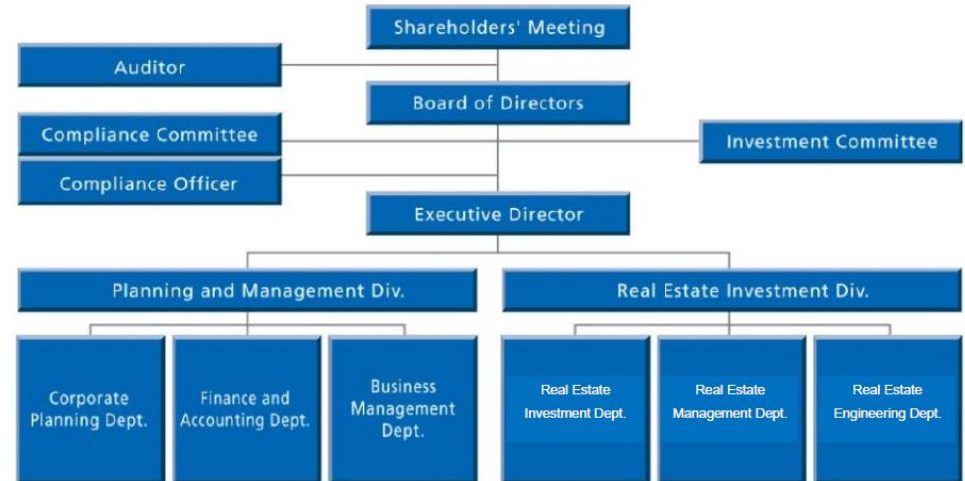 Shareholders' Meeting
Auditor
Board of Directors
Compliance Committee
Investment Committee
Compliance Officer
Executive Director
Planning and Management Div.
Real Estate Investment Div.
Corporate
Planning Dept.
Finance and
Accounting Dept.
Business
Management
Dept.
Real Estate
Investment Dept.
Real Estate
Management Dept.
Real Estate
Engineering Dept.